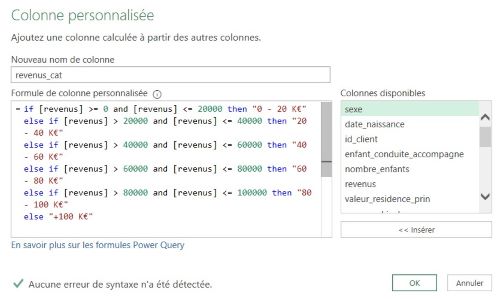 Colonne personnalisée
Ajoutez une colonne calculée à partir des autres colonnes.
Nouveau nom de colonne
revenus_cat
Formule de colonne personnalisée
= if [revenus] >= 0 and [revenus] <= 20000 then "0 - 20 K€"
else if [revenus] > 20000 and [revenus] <= 40000 then "20
- 40 K€"
else if [revenus] > 40000 and [revenus] <= 60000 then "40
- 60 K€"
else if [revenus] > 60000 and [revenus] <= 80000 then "60
- 80 K€"
else if [revenus] > 80000 and [revenus] <= 100000 then "80
- 100 K€"
else "+100 K€"
Colonnes disponibles
sexe
date_naissance
id_client
enfant_conduite_accompagne
nombre_enfants
revenus
valeur_residence_prin
<< Insérer
En savoir plus sur les formules Power Query
Aucune erreur de syntaxe n'a été détectée.
OK
Annuler